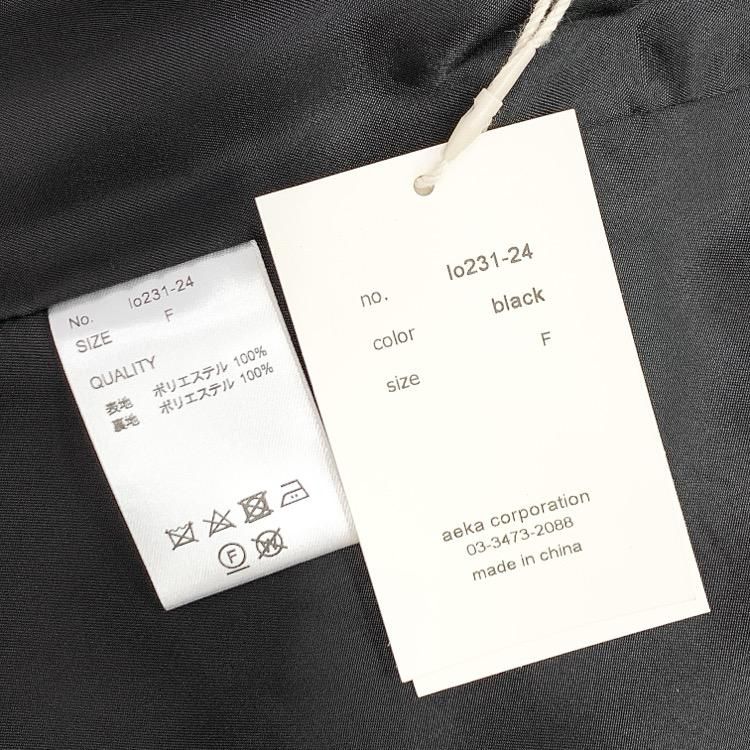 No. lo231-24
SIZE F
QUALITY
表地 ポリエステル 100%
裏地 ポリエステル 100%
F
W
no. lo231-24
color black
size F
aeka corporation
03-3473-2088
made in china